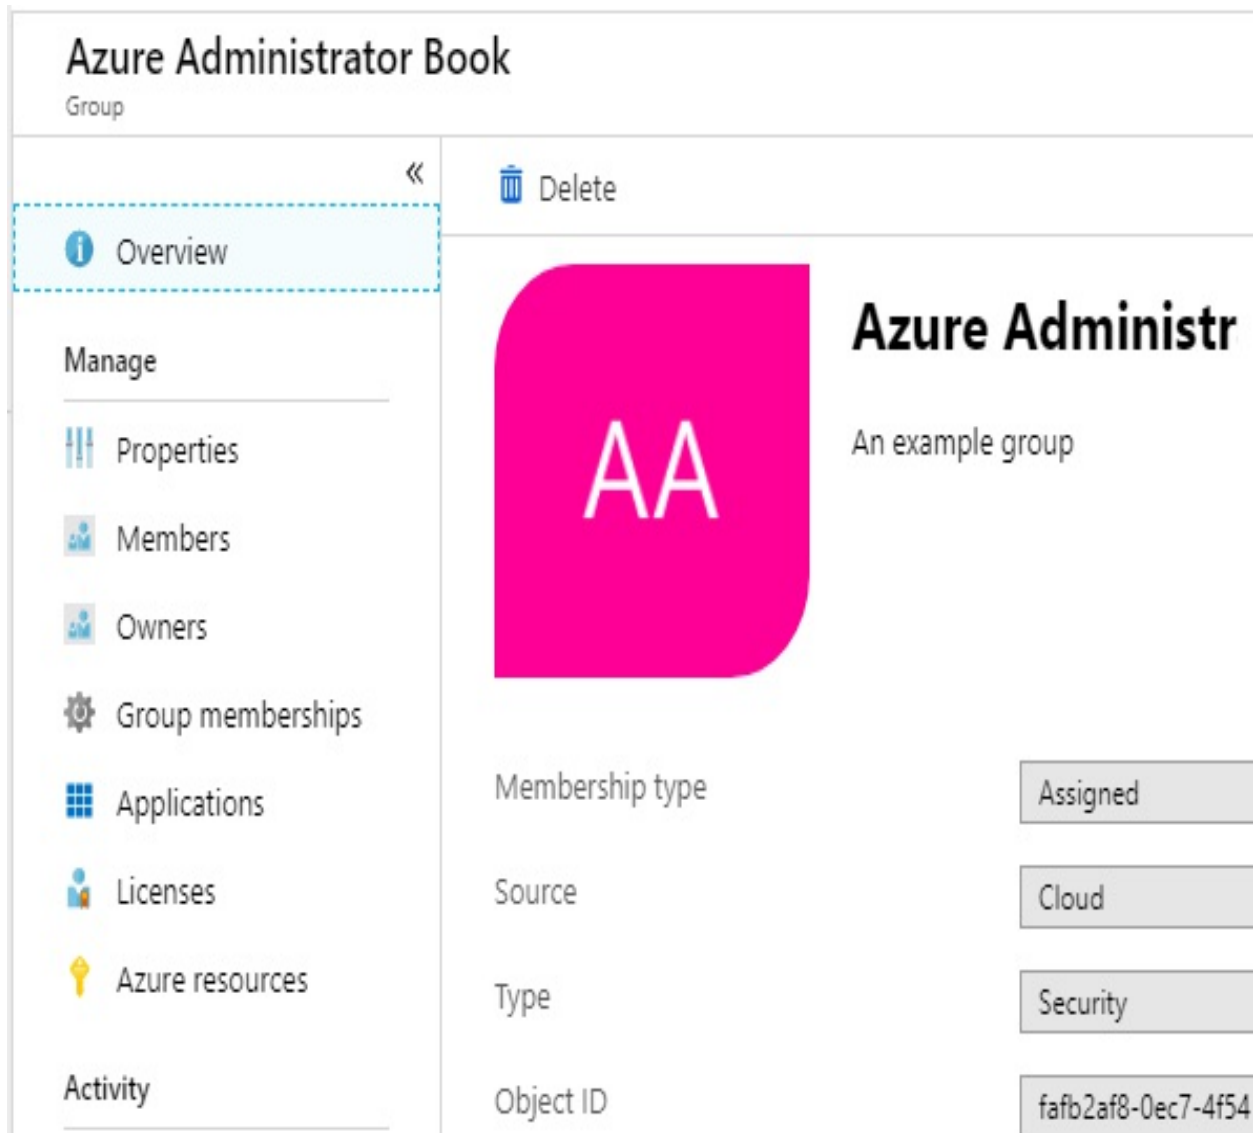 Azure Administrator Book
Group
«
Overview
Manage
Properties
Members
Owners
Group memberships
Applications
Licenses
Azure resources
Activity
Delete
AA
Azure Administr
An example group
Membership type
Assigned
Source
Cloud
Type
Security
Object ID
fafb2af8-0ec7-4f54